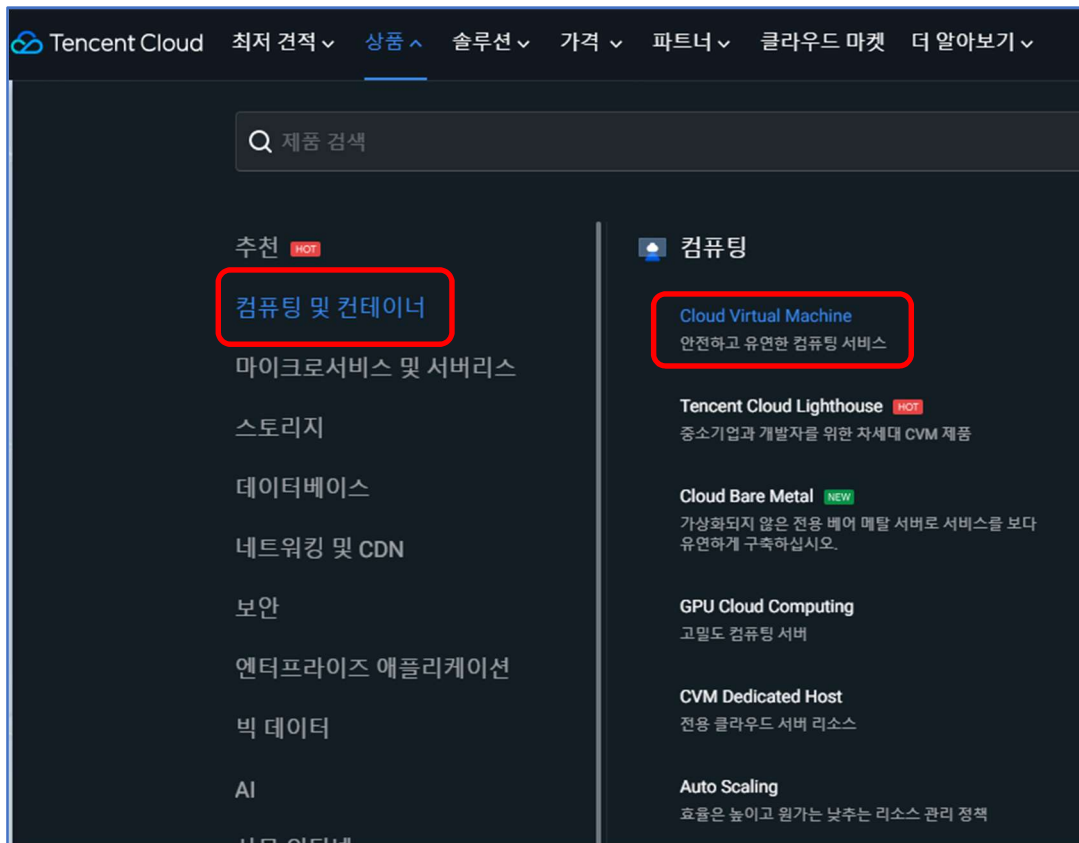 Tencent Cloud 최저 견적 상품 솔루션 가격 파트너 클라우드 마켓 더 알아보기
제품 검색
추천 HOT
컴퓨팅 및 컨테이너
마이크로서비스 및 서버리스
스토리지
데이터베이스
네트워킹 및 CDN
보안
엔터프라이즈 애플리케이션
빅 데이터
AI
컴퓨팅
Cloud Virtual Machine
안전하고 유연한 컴퓨팅 서비스
Tencent Cloud Lighthouse HOT
중소기업과 개발자를 위한 차세대 CVM 제품
Cloud Bare Metal NEW
가상화되지 않은 전용 베어 메탈 서버로 서비스를 보다
유연하게 구축하십시오.
GPU Cloud Computing
고밀도 컴퓨팅 서버
CVM Dedicated Host
전용 클라우드 서버 리소스
Auto Scaling
효율은 높이고 원가는 낮추는 리소스 관리 정책